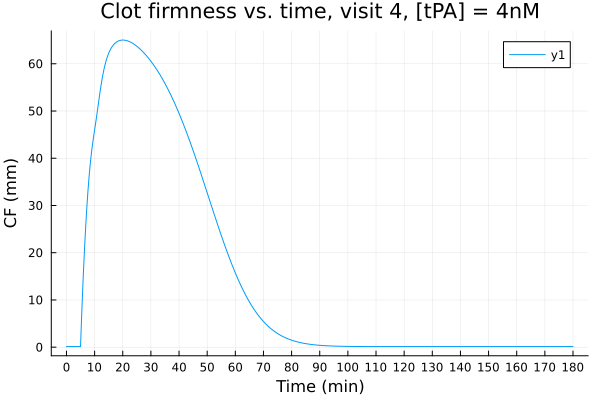 Clot firmness vs. time, visit 4, [tPA] = 4nM
y1
CF (mm)
60
50
40
30
20
10
0
0 10 20 30 40 50 60 70 80 90 100 110 120 130 140 150 160 170 180
Time (min)